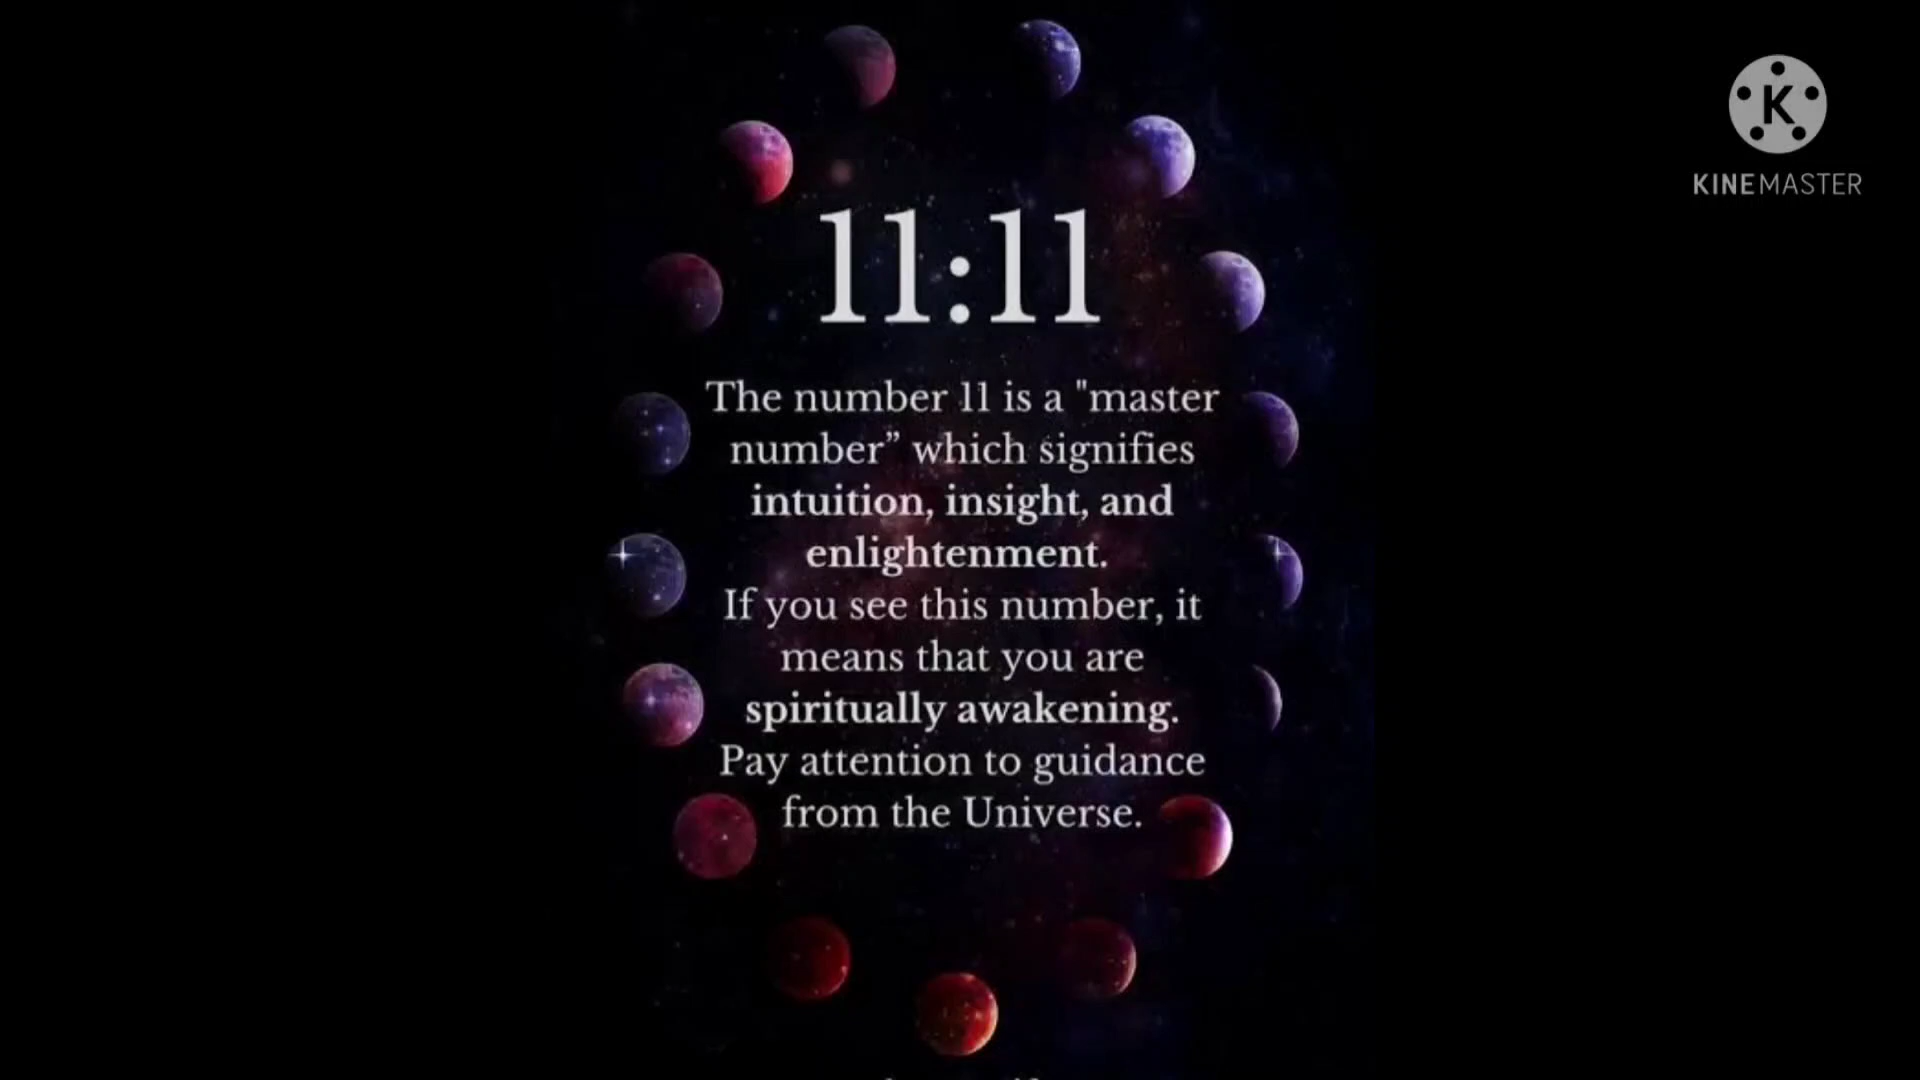 KINEMASTER
11:11
The number 11 is a "master
number” which signifies
intuition, insight, and
enlightenment.
If you see this number, it
means that you are
spiritually awakening.
Pay attention to guidance
from the Universe.